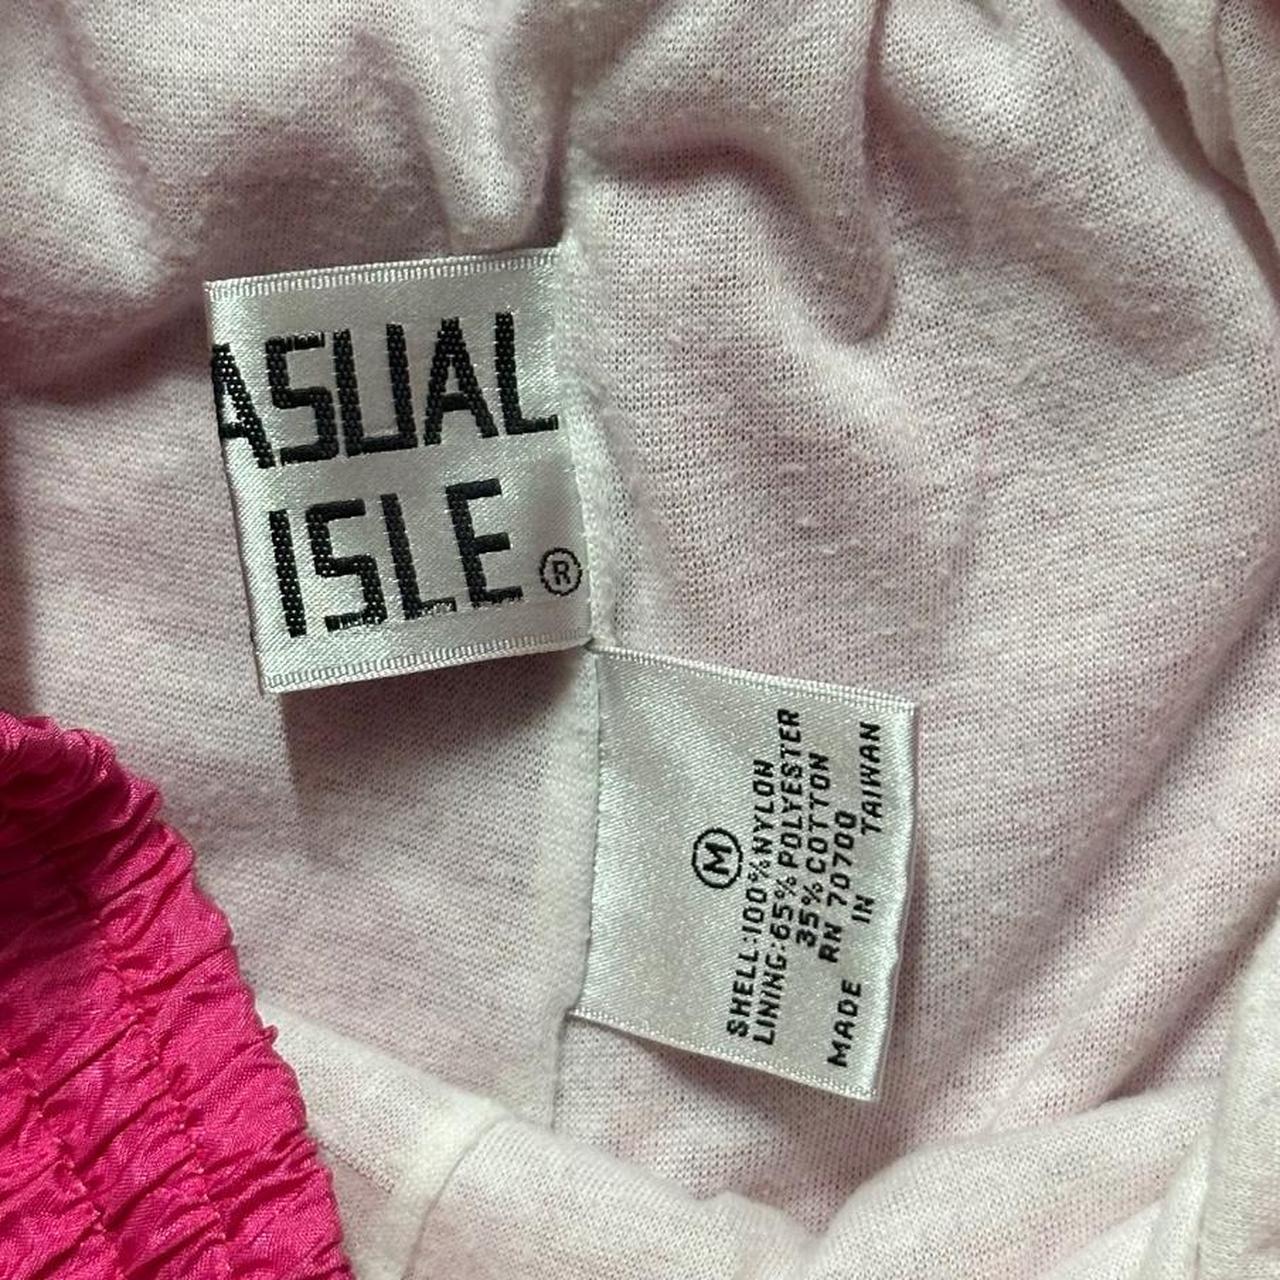 ASUAL
ISLE ®
M
SHELL:100%NYLON
LINING:65%POLYESTER
35%COTTON
RN 70700
MADE IN TAIWAN